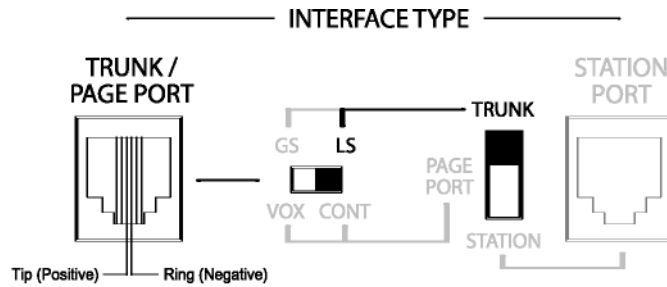 INTERFACE TYPE
TRUNK /
PAGE PORT
STATION
PORT
TRUNK
GS LS
PAGE
PORT
VOX CONT
STATION
Tip (Positive) Ring (Negative)